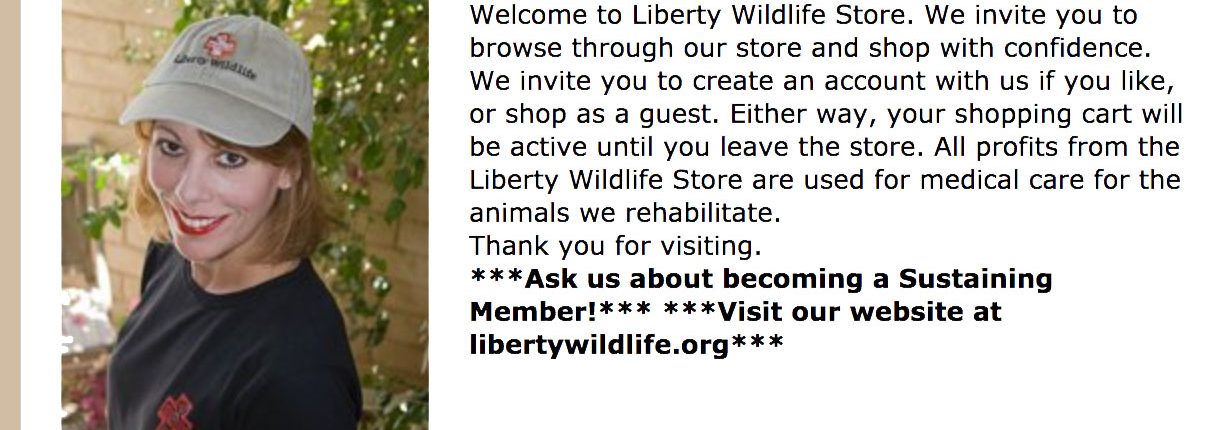 Liberty Wildlife
Welcome to Liberty Wildlife Store. We invite you to
browse through our store and shop with confidence.
We invite you to create an account with us if you like,
or shop as a guest. Either way, your shopping cart will
be active until you leave the store. All profits from the
Liberty Wildlife Store are used for medical care for the
animals we rehabilitate.
Thank you for visiting.
***Ask us about becoming a Sustaining
Member!*** ***Visit our website at
libertywildlife.org***